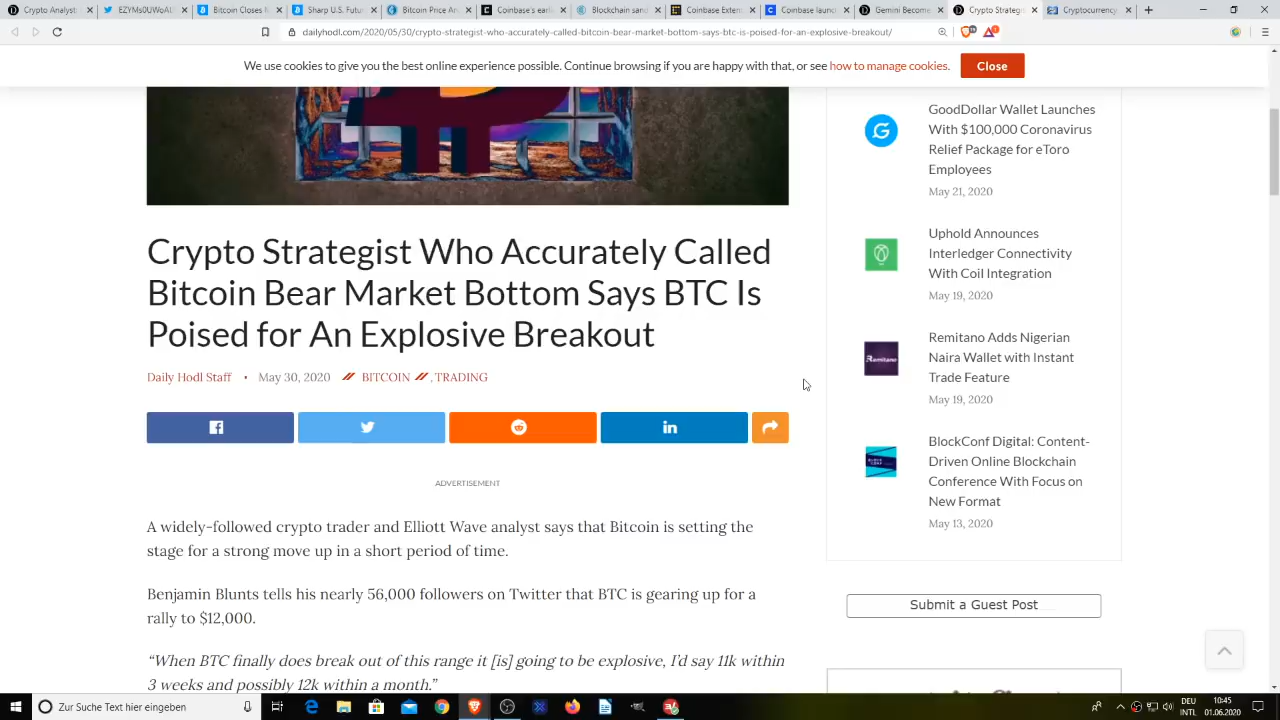 Crypto Analyst
EZYMs0UWoAl
Bitcoin Closes
Sharp U.S. Futur
Bitcoin Price An
Coinbase's earli
Blockchain sand
Coinbase Exten
Coinbase launch
Gemini Becomes
Crypto Strategis
Cryptocurrency
dailyhodl.com/2020/05/30/crypto-strategist-who-accurately-called-bitcoin-bear-market-bottom-says-btc-is-poised-for-an-explosive-breakout/
We use cookies to give you the best online experience possible. Continue browsing if you are happy with that, or see how to manage cookies.
Close
Crypto Strategist Who Accurately Called
Bitcoin Bear Market Bottom Says BTC Is
Poised for An Explosive Breakout
Daily Hodl Staff • May 30, 2020 BITCOIN , TRADING
ADVERTISEMENT
A widely-followed crypto trader and Elliott Wave analyst says that Bitcoin is setting the
stage for a strong move up in a short period of time.
Benjamin Blunts tells his nearly 56,000 followers on Twitter that BTC is gearing up for a
rally to $12,000.
“When BTC finally does break out of this range it [is] going to be explosive, I’d say 11k within
3 weeks and possibly 12k within a month.”
GoodDollar Wallet Launches
With $100,000 Coronavirus
Relief Package for eToro
Employees
May 21, 2020
Uphold Announces
Interledger Connectivity
With Coil Integration
May 19, 2020
Remitano
Remitano Adds Nigerian
Naira Wallet with Instant
Trade Feature
May 19, 2020
BlockConf Digital: Content-
Driven Online Blockchain
Conference With Focus on
New Format
May 13, 2020
Submit a Guest Post
Zur Suche Text hier eingeben
DEU
INTL
10:45
01.06.2020